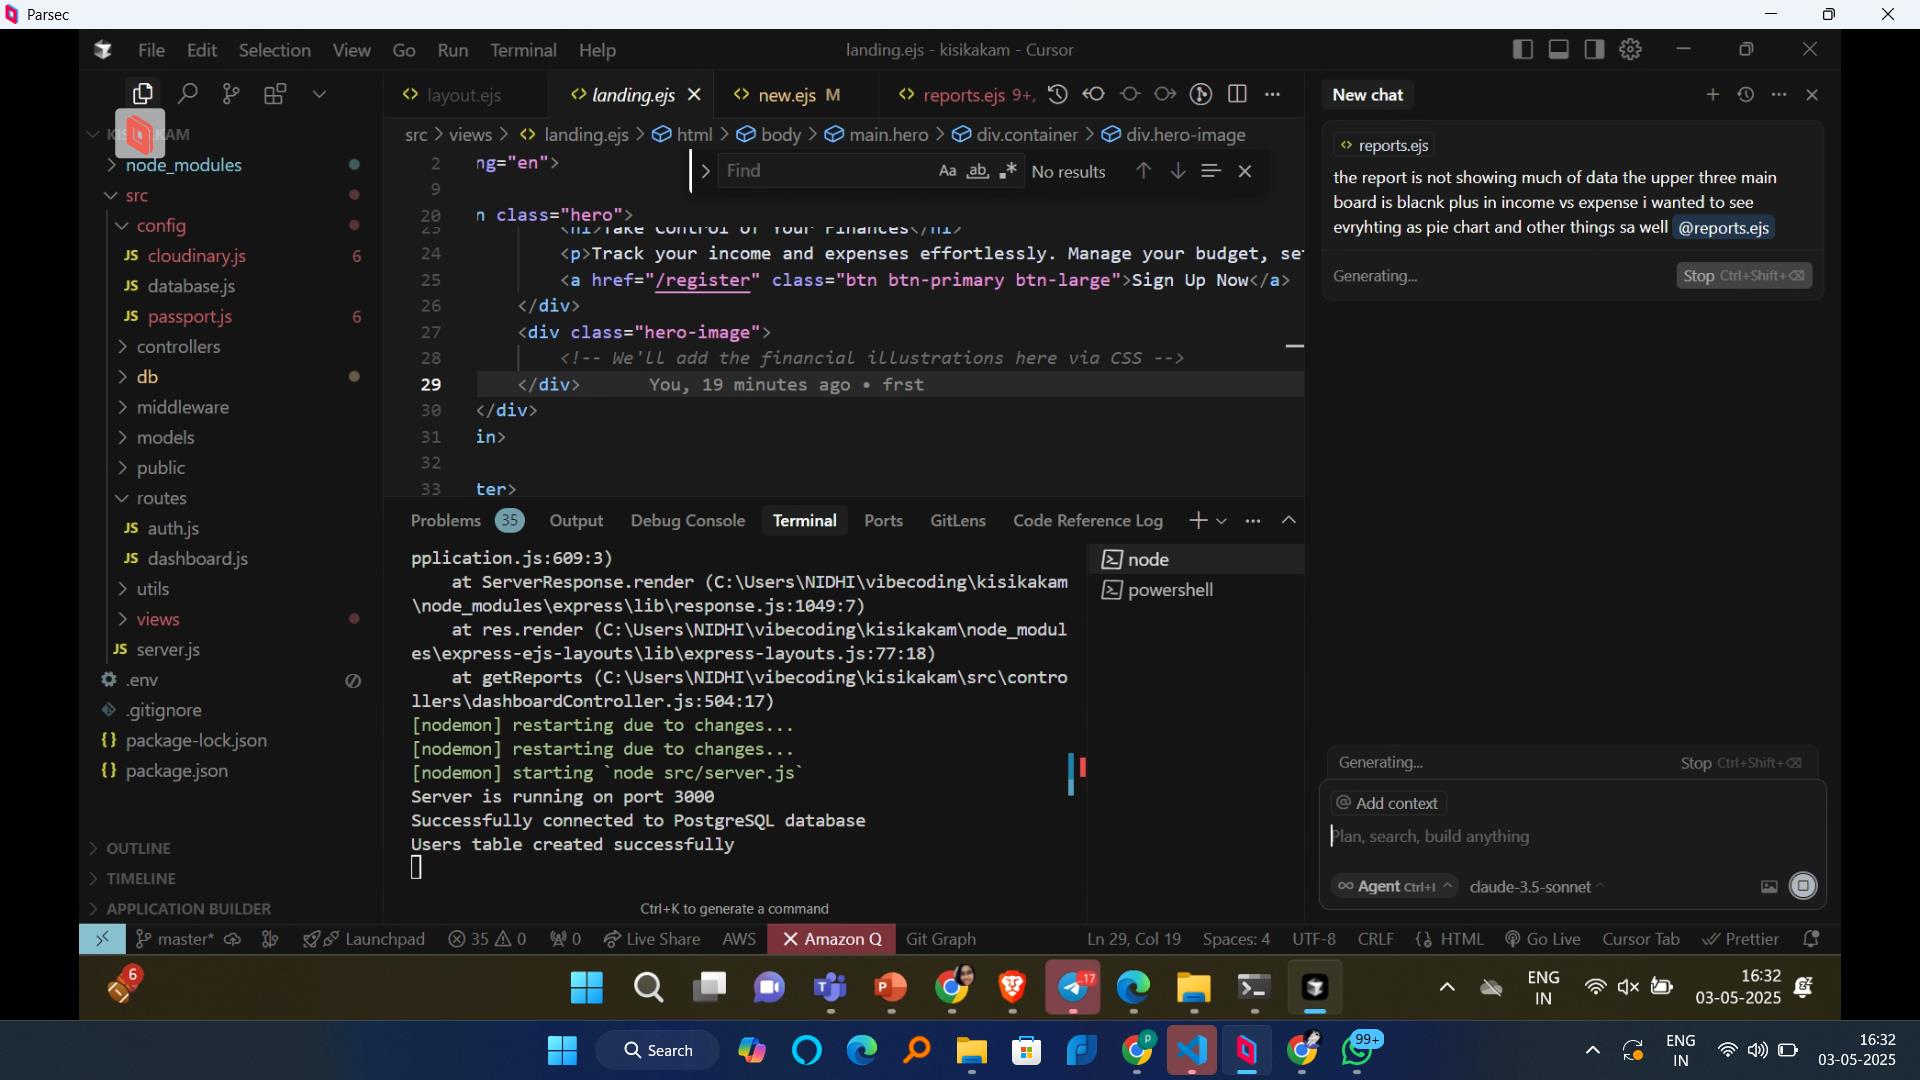 Parsec
File Edit Selection View Go Run Terminal Help
landing.ejs - kisikakam - Cursor
layout.ejs
landing.ejs
new.ejs M
reports.ejs 9+,
src > views > <> landing.ejs > html > body > main.hero > div.container > div.hero-image
Find
Aa ab .* No results
2 ng="en">
9
20 n class="hero">
23 <h1>Take Control of Your Finances</h1>
24 <p>Track your income and expenses effortlessly. Manage your budget, set
25 <a href="/register" class="btn btn-primary btn-large">Sign Up Now</a>
26 </div>
27 <div class="hero-image">
28 <!-- We'll add the financial illustrations here via CSS -->
29 </div> You, 19 minutes ago • frst
30 </div>
31 in>
32
33 ter>
node_modules
src
config
JS cloudinary.js 6
JS database.js
JS passport.js 6
controllers
db
middleware
models
public
routes
JS auth.js
JS dashboard.js
utils
views
JS server.js
.env
.gitignore
{} package-lock.json
{} package.json
OUTLINE
TIMELINE
APPLICATION BUILDER
Problems 35 Output Debug Console Terminal Ports GitLens Code Reference Log
pplication.js:609:3)
at ServerResponse.render (C:\Users\NIDHI\vibecoding\kisikakam
\node_modules\express\lib\response.js:1049:7)
at res.render (C:\Users\NIDHI\vibecoding\kisikakam\node_modul
es\express-ejs-layouts\lib\express-layouts.js:77:18)
at getReports (C:\Users\NIDHI\vibecoding\kisikakam\src\contro
llers\dashboardController.js:504:17)
[nodemon] restarting due to changes...
[nodemon] restarting due to changes...
[nodemon] starting `node src/server.js`
Server is running on port 3000
Successfully connected to PostgreSQL database
Users table created successfully
Ctrl+K to generate a command
node
powershell
New chat
<> reports.ejs
the report is not showing much of data the upper three main
board is blacnk plus in income vs expense i wanted to see
evryhting as pie chart and other things sa well @reports.ejs
Generating... Stop Ctrl+Shift+⌫
Generating... Stop Ctrl+Shift+⌫
@ Add context
Plan, search, build anything
∞ Agent Ctrl+I claude-3.5-sonnet
master* Launchpad 35 0 0 Live Share AWS Amazon Q Git Graph
Ln 29, Col 19 Spaces: 4 UTF-8 CRLF {} HTML Go Live Cursor Tab Prettier
6
17
ENG
IN
16:32
03-05-2025
Search
P
99+
ENG
IN
16:32
03-05-2025